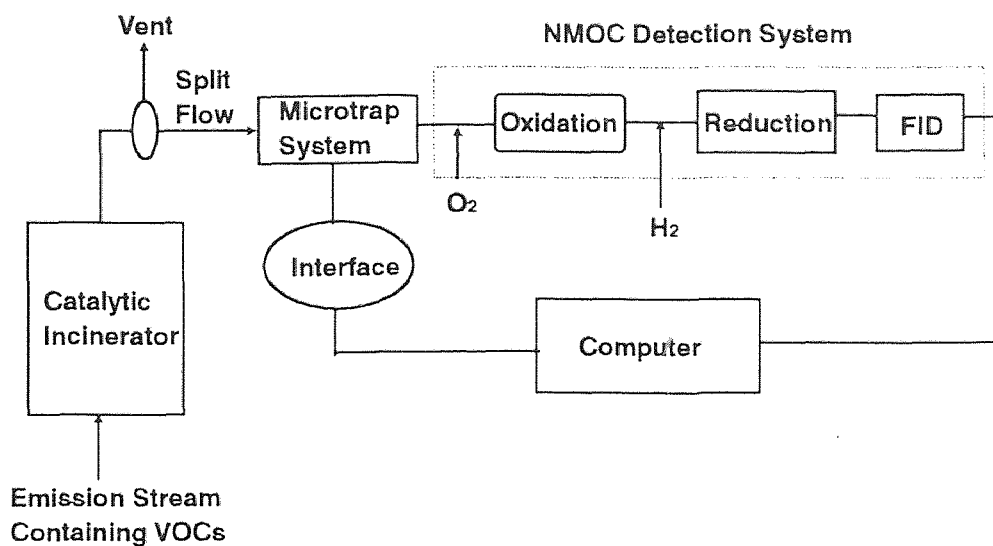 Vent
NMOC Detection System
Split
Flow
Microtrap
System
Oxidation
Reduction
FID
O₂
H₂
Interface
Catalytic
Incinerator
Computer
Emission Stream
Containing VOCs